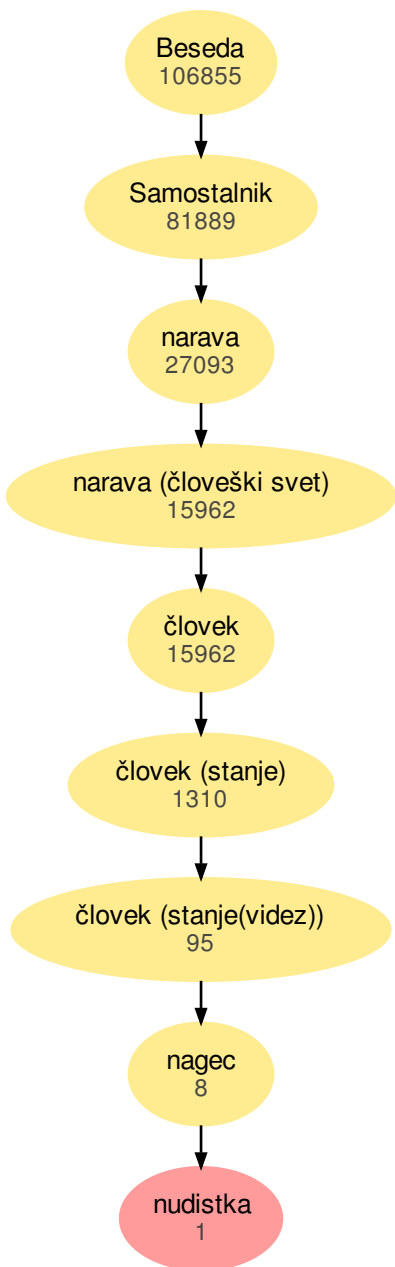 Beseda
106855
Samostalnik
81889
narava
27093
narava (človeški svet)
15962
človek
15962
človek (stanje)
1310
človek (stanje(videz))
95
nagec
8
nudistka
1